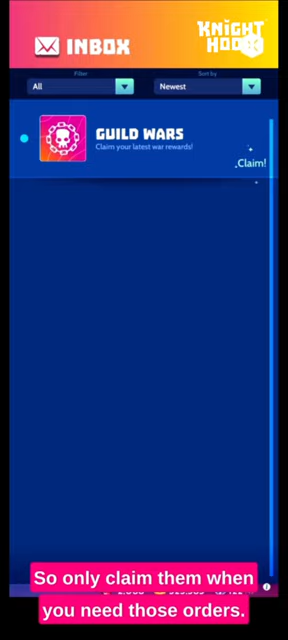 INBOX
KNIGHT
HOOD
Filter
Sort by
All
Newest
GUILD WARS
Claim your latest war rewards!
Claim!
So only claim them when
you need those orders.